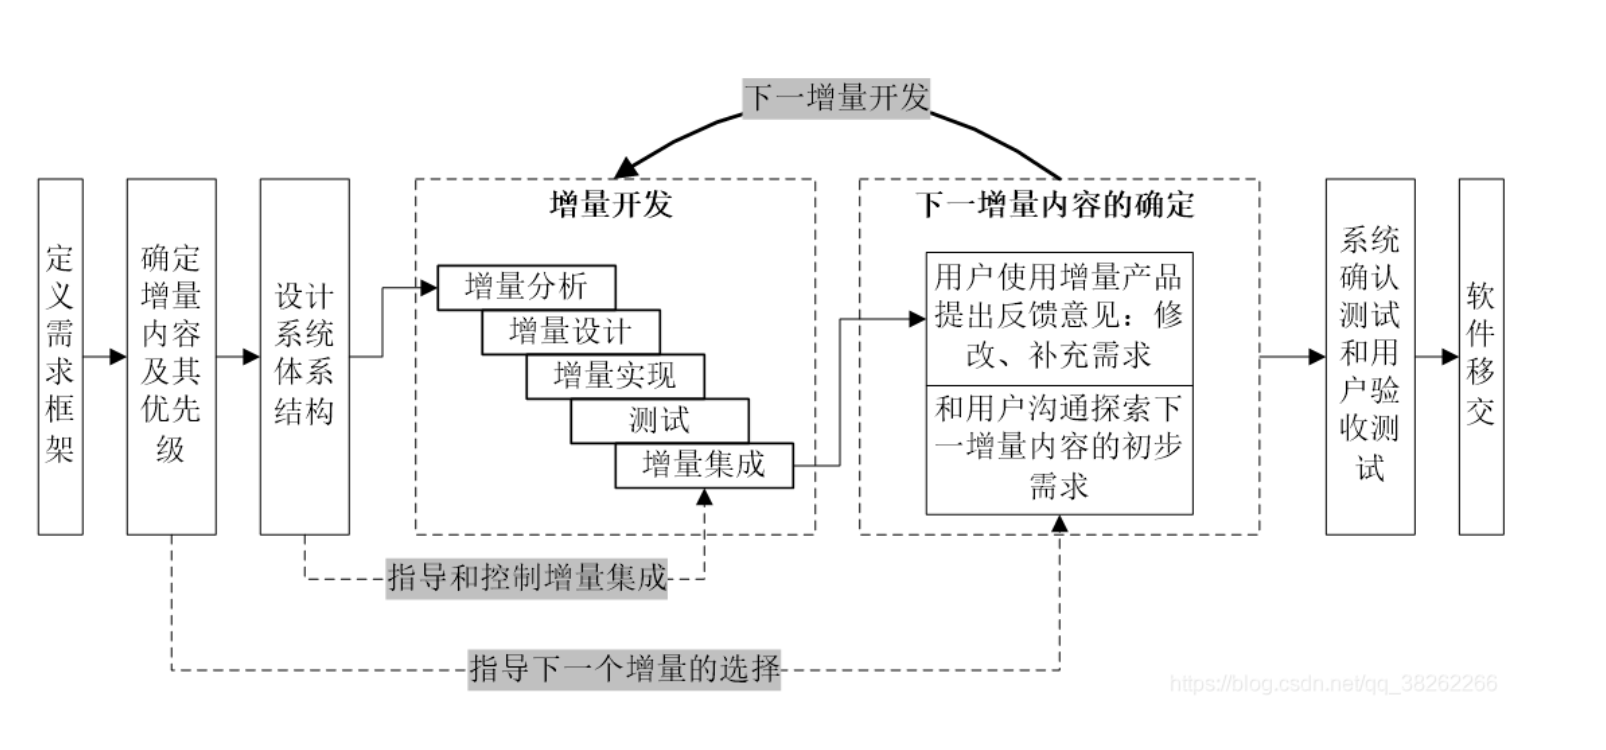 下一增量开发
定
义
需
求
框
架
确定
增量
内容
及其
优先
级
设计
系统
体系
结构
增量开发
增量分析
增量设计
增量实现
测试
增量集成
下一增量内容的确定
用户使用增量产品
提出反馈意见：修
改、补充需求
和用户沟通探索下
一增量内容的初步
需求
系统
确认
测试
和用
户验
收测
试
软
件
移
交
指导和控制增量集成
指导下一个增量的选择
https://blog.csdn.net/qq_38262266